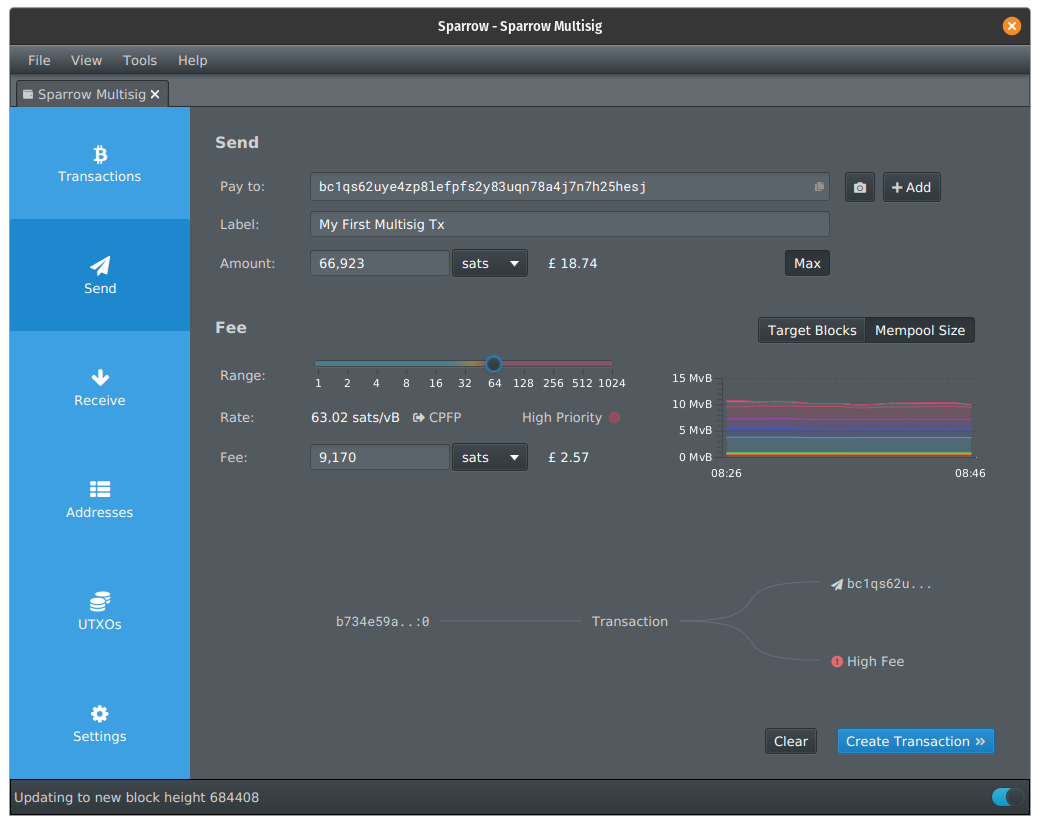 Sparrow - Sparrow Multisig
File View Tools Help
Sparrow Multisig
Transactions
Send
Receive
Addresses
UTXOs
Settings
Send
Pay to: bc1qs62uye4zp8lefpfs2y83uqn78a4j7n7h25hesj Add
Label: My First Multisig Tx
Amount: 66,923 sats £ 18.74 Max
Fee Target Blocks Mempool Size
Range: 1 2 4 8 16 32 64 128 256 512 1024
Rate: 63.02 sats/vB CPFP High Priority
Fee: 9,170 sats £ 2.57
15 MvB
10 MvB
5 MvB
0 MvB
08:26 08:46
bc1qs62u...
b734e59a..:0 Transaction
High Fee
Clear Create Transaction
Updating to new block height 684408